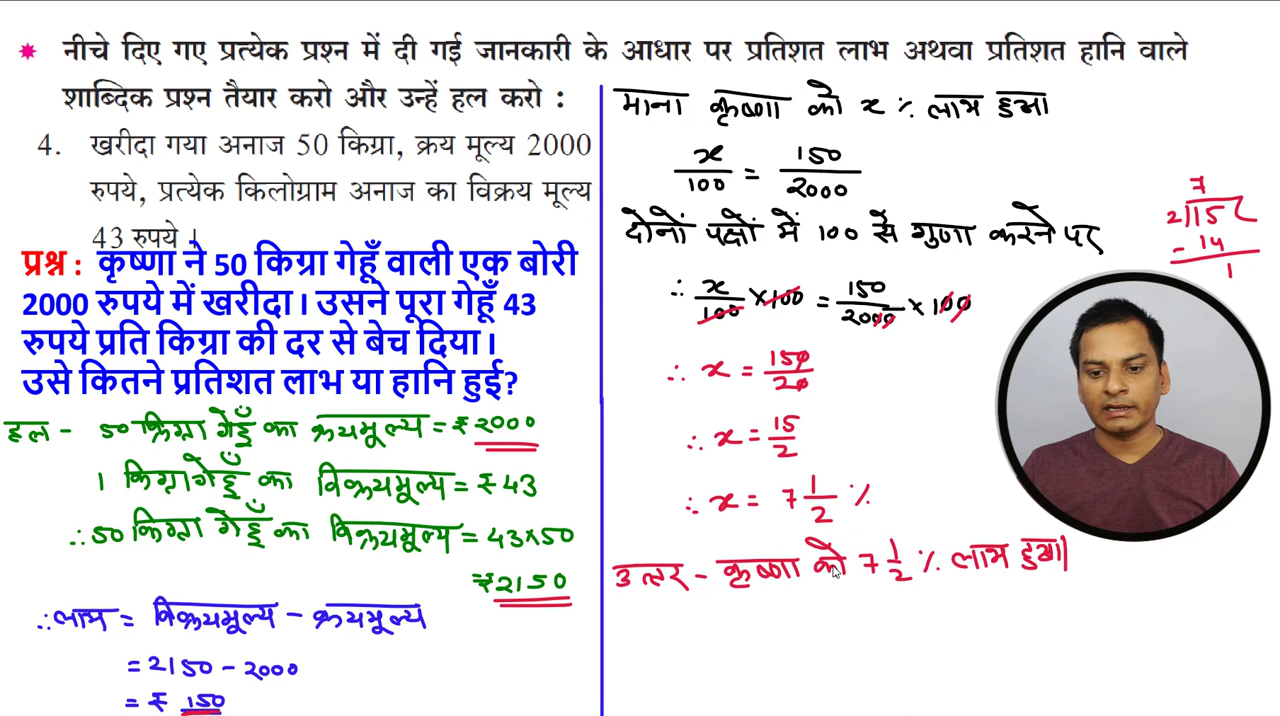 नीचे दिए गए प्रत्येक प्रश्न में दी गई जानकारी के आधार पर प्रतिशत लाभ अथवा प्रतिशत हानि वाले
शाब्दिक प्रश्न तैयार करो और उन्हें हल करो :
4. खरीदा गया अनाज 50 किग्रा, क्रय मूल्य 2000
रुपये, प्रत्येक किलोग्राम अनाज का विक्रय मूल्य
43 रुपये ।
प्रश्न : कृष्णा ने 50 किग्रा गेहूँ वाली एक बोरी
2000 रुपये में खरीदा। उसने पूरा गेहूँ 43
रुपये प्रति किग्रा की दर से बेच दिया।
उसे कितने प्रतिशत लाभ या हानि हुई?
हल - 50 किग्रा गेहूँ का क्रयमूल्य = ₹2000
1 किग्रा गेहूँ का विक्रयमूल्य = ₹43
∴ 50 किग्रा गेहूँ का विक्रयमूल्य = 43×50
= ₹2150
∴ लाभ = विक्रयमूल्य - क्रयमूल्य
= 2150 - 2000
= ₹ 150
माना कृष्णा को x % लाभ हुआ
x/100 = 150/2000
दोनों पक्षों में 100 से गुणा करने पर
∴ x/100 × 100 = 150/2000 × 100
∴ x = 150/20
∴ x = 15/2
∴ x = 7 1/2 %
उत्तर - कृष्णा को 7 1/2 % लाभ हुआ।
7
2)15(
- 14
1